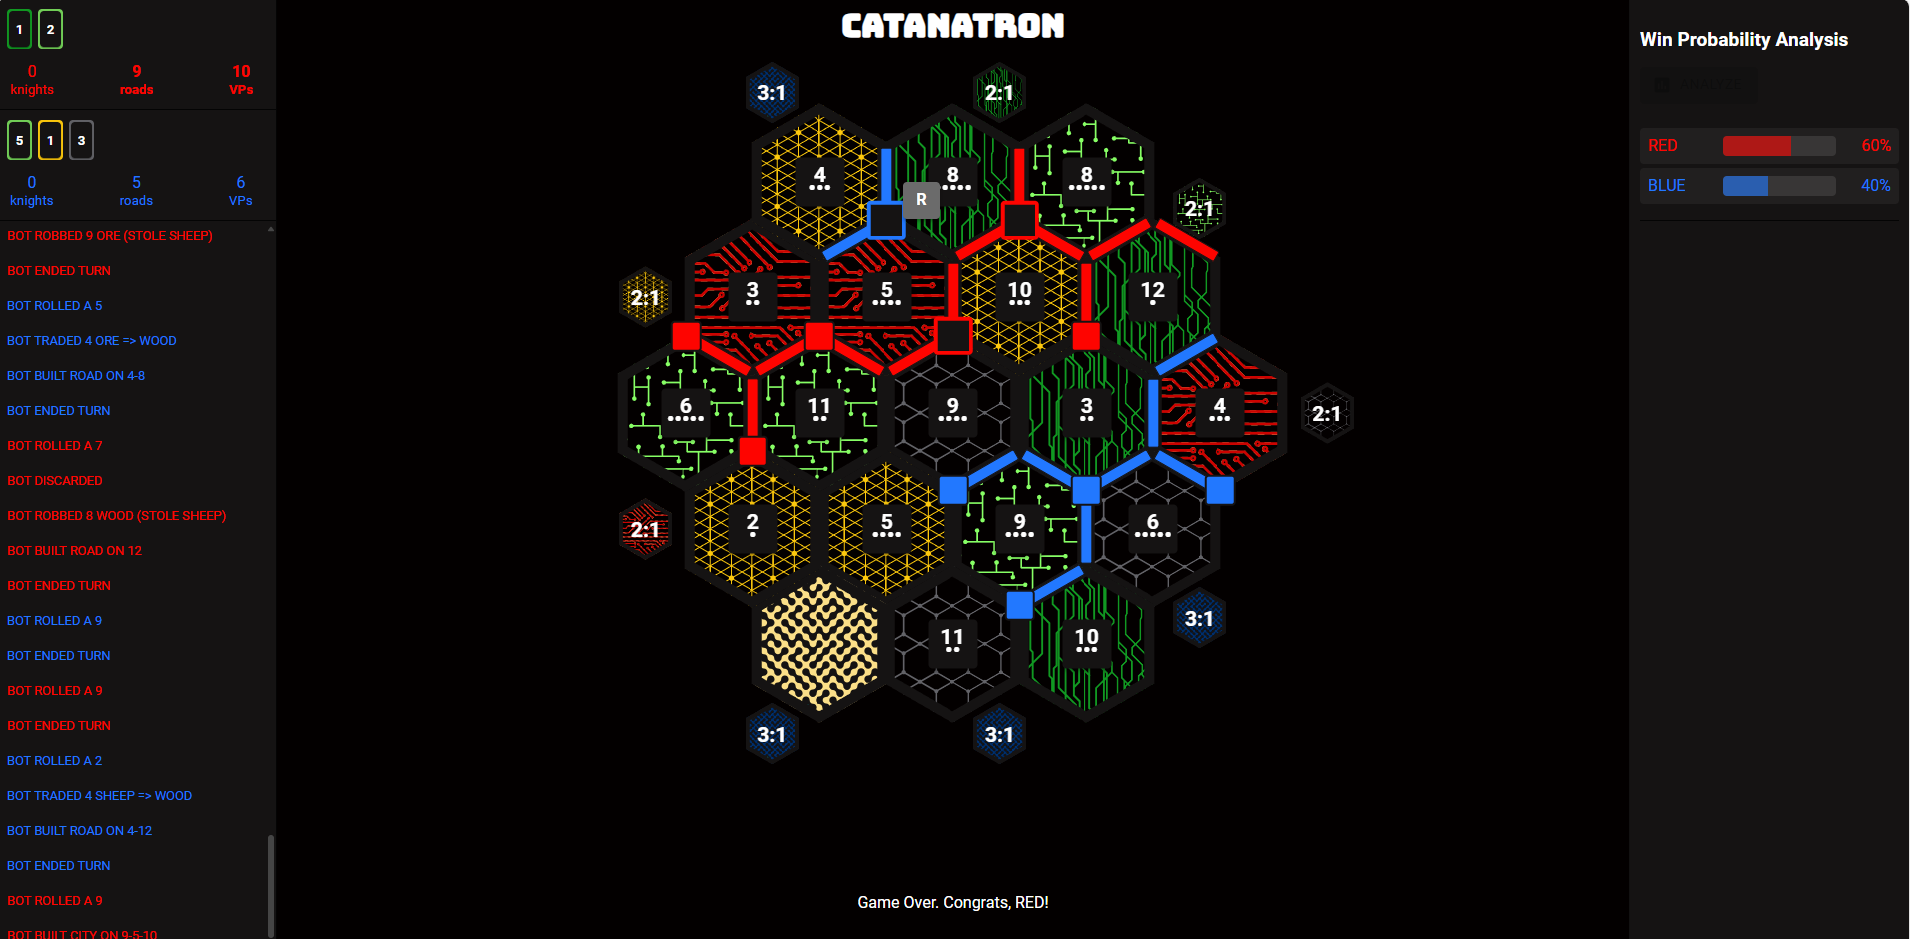 CATANATRON
1 2
0 9 10
knights roads VPs
5 1 3
0 5 6
knights roads VPs
BOT ROBBED 9 ORE (STOLE SHEEP)
BOT ENDED TURN
BOT ROLLED A 5
BOT TRADED 4 ORE => WOOD
BOT BUILT ROAD ON 4-8
BOT ENDED TURN
BOT ROLLED A 7
BOT DISCARDED
BOT ROBBED 8 WOOD (STOLE SHEEP)
BOT BUILT ROAD ON 12
BOT ENDED TURN
BOT ROLLED A 9
BOT ENDED TURN
BOT ROLLED A 9
BOT ENDED TURN
BOT ROLLED A 2
BOT TRADED 4 SHEEP => WOOD
BOT BUILT ROAD ON 4-12
BOT ENDED TURN
BOT ROLLED A 9
BOT BUILT CITY ON 9-5-10
3:1 2:1
4 8 8
R
2:1
2:1 3 5 10 12
6 11 9 3 4 2:1
2:1 2 5 9 6
3:1
11 10
3:1 3:1
Game Over. Congrats, RED!
Win Probability Analysis
RED 60%
BLUE 40%